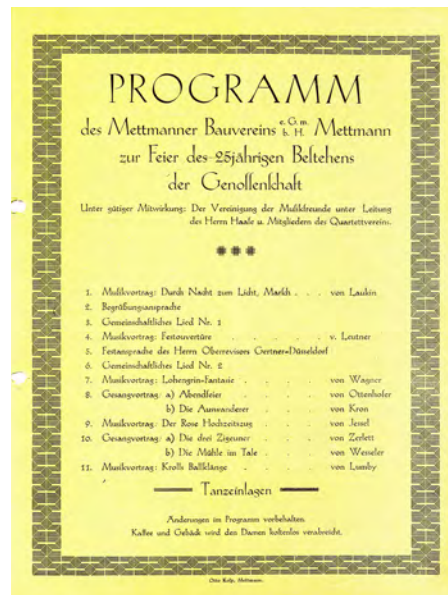 PROGRAMM
des Mettmanner Bauvereins e. G. m. b. H. Mettmann
zur Feier des 25jährigen Beſtehens
der Genoſſenſchaft
Unter gütiger Mitwirkung: Der Vereinigung der Muſikfreunde unter Leitung
des Herrn Haaſe u. Mitgliedern des Quartettvereins.
1. Muſikvortrag: Durch Nacht zum Licht, Marſch . . . von Laukin
2. Begrüßungsansprache
3. Gemeinschaftliches Lied Nr. 1
4. Musikvortrag: Festouvertüre . . . . . . v. Leutner
5. Festansprache des Herrn Oberrevisors Gertner=Düsseldorf
6. Gemeinschaftliches Lied Nr. 2
7. Musikvortrag: Lohengrin=Fantasie . . . . . von Wagner
8. Gesangvortrag: a) Abendfeier . . . . von Ottenhofer
b) Die Auswanderer . . . von Kron
9. Musikvortrag: Der Rose Hochzeitszug . . . von Jessel
10. Gesangvortrag: a) Die drei Zigeuner . . . von Zerlett
b) Die Mühle im Tale . . . von Wesseler
11. Musikvortrag: Krolls Ballklänge . . . . von Lumby
Tanzeinlagen
Änderungen im Programm vorbehalten.
Kaffee und Gebäck wird den Damen kostenlos verabreicht.
Otto Kolp, Mettmann.